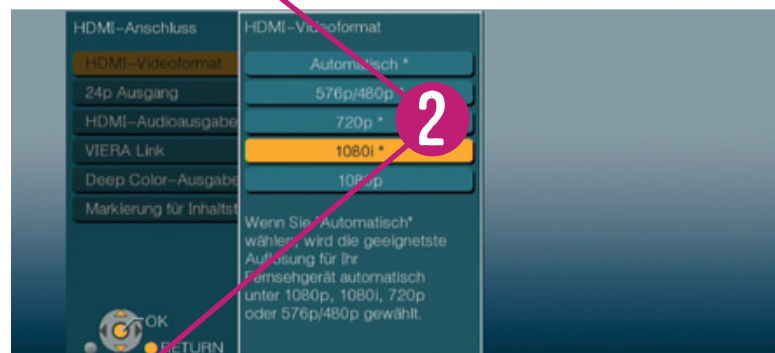 HDMI-Anschluss
HDMI-Videoformat
24p Ausgang
HDMI-Audioausgabe
VIERA Link
Deep Color-Ausgabe
Markierung für Inhaltst
OK
RETURN
HDMI-Videoformat
Automatisch *
576p/480p *
720p *
1080i *
1080p
2
Wenn Sie "Automatisch"
wählen, wird die geeignetste
Auflösung für Ihr
Fernsehgerät automatisch
unter 1080p, 1080i, 720p
oder 576p/480p gewählt.